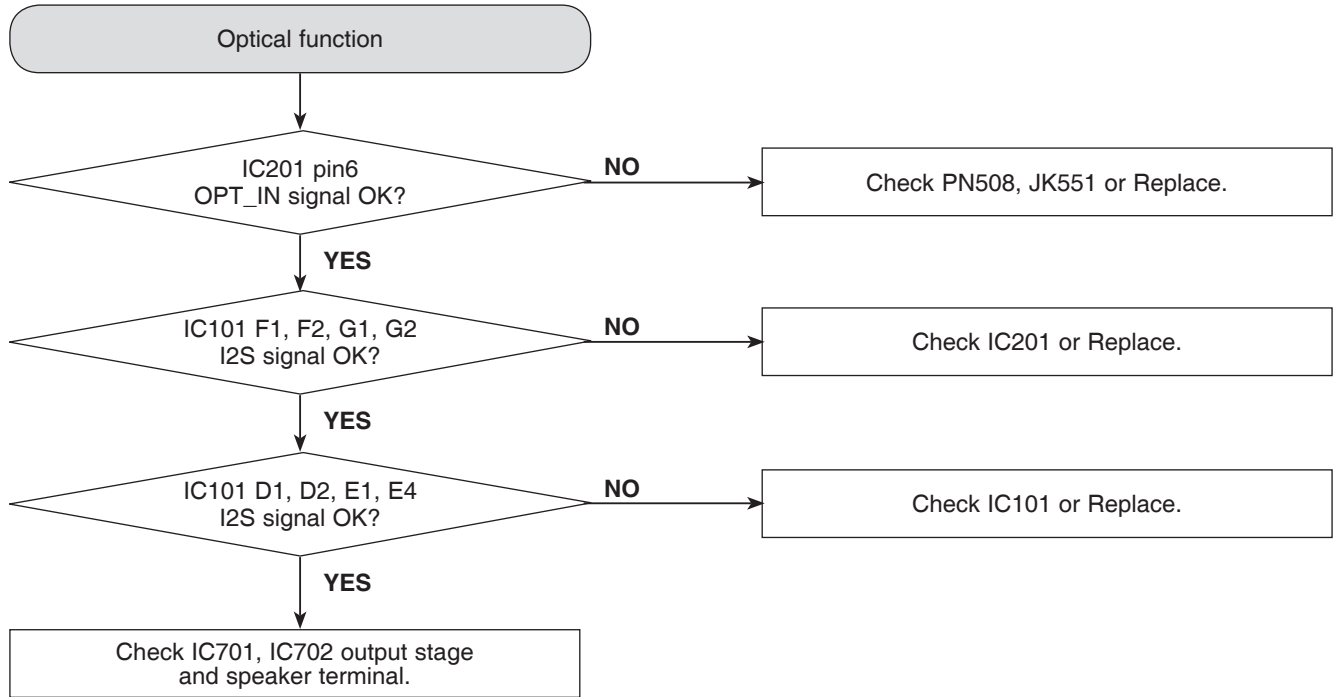 Optical function
IC201 pin6
OPT_IN signal OK?
NO
Check PN508, JK551 or Replace.
YES
IC101 F1, F2, G1, G2
I2S signal OK?
NO
Check IC201 or Replace.
YES
IC101 D1, D2, E1, E4
I2S signal OK?
NO
Check IC101 or Replace.
YES
Check IC701, IC702 output stage
and speaker terminal.